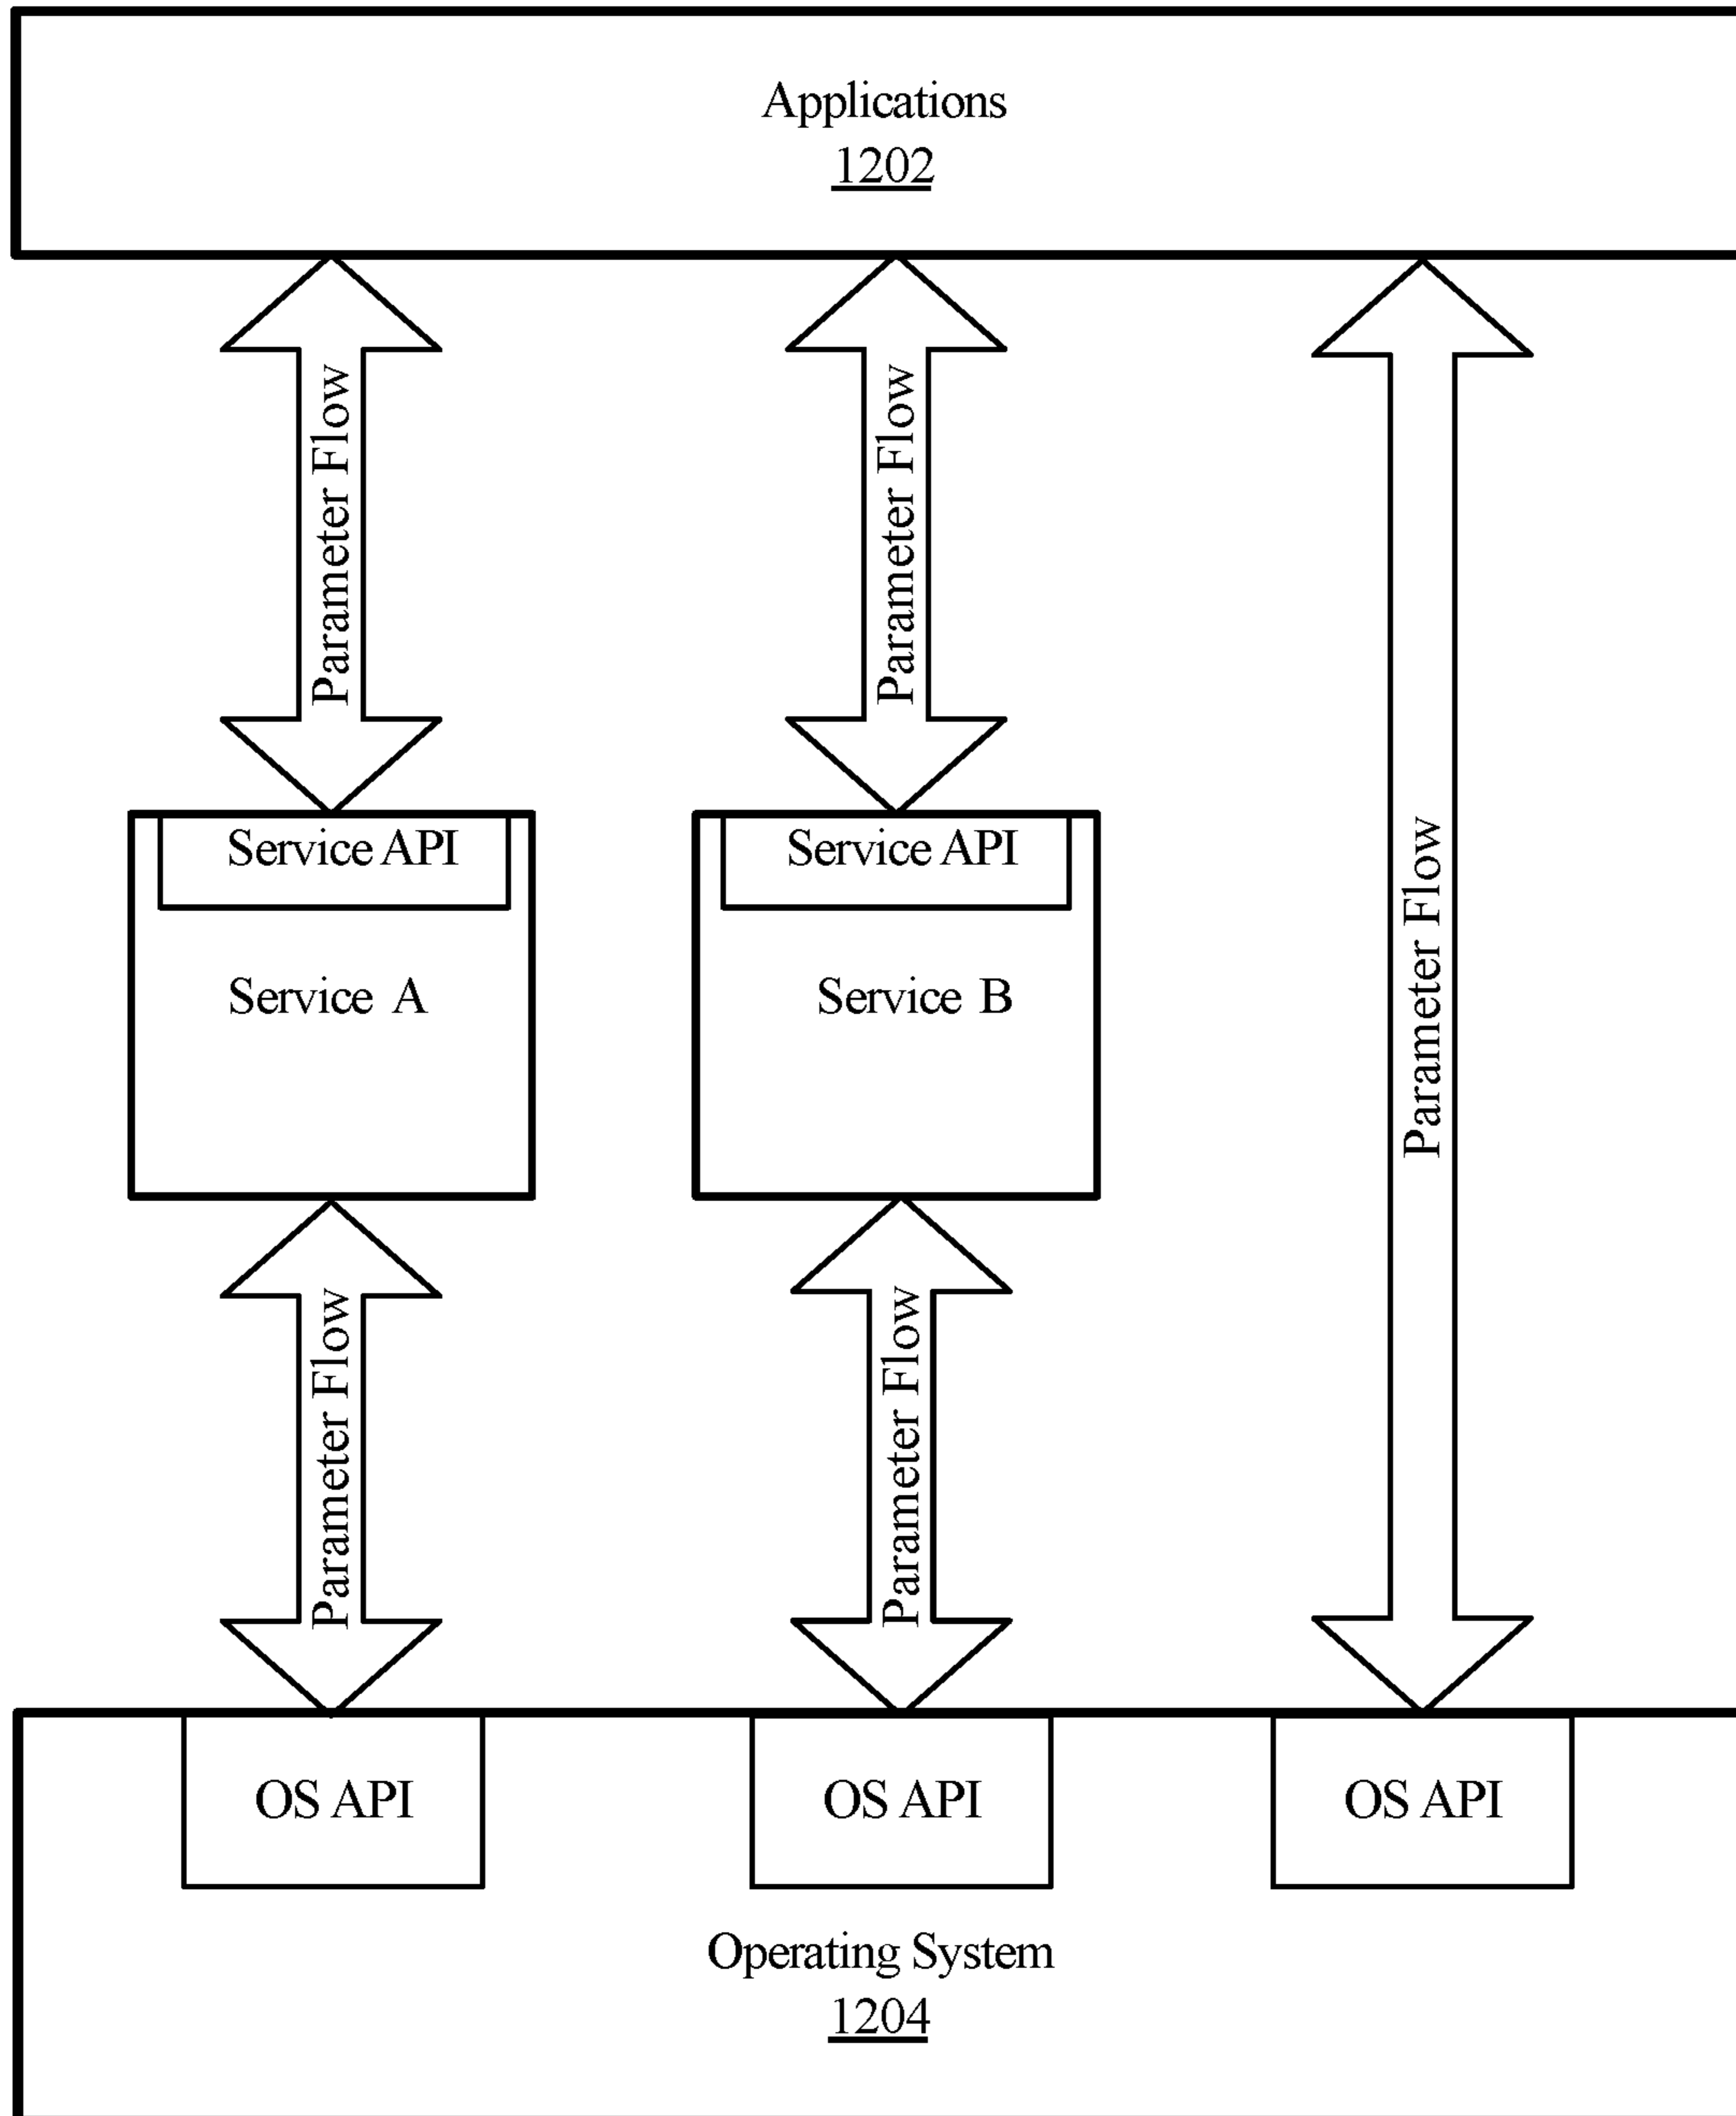 Applications
1202
Parameter Flow
Parameter Flow
Parameter Flow
Service API
Service A
Service API
Service B
Parameter Flow
Parameter Flow
OS API
OS API
OS API
Operating System
1204